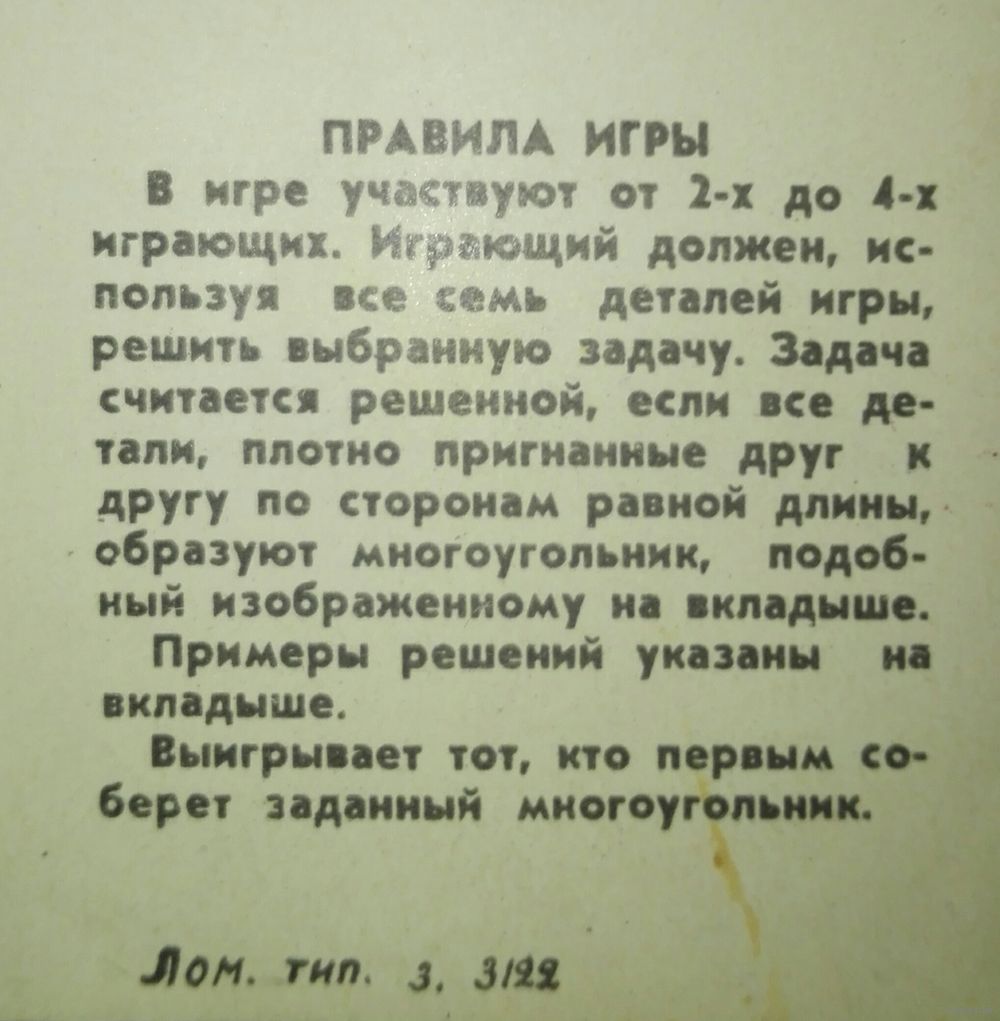 ПРАВИЛА ИГРЫ
В игре участвуют от 2-х до 4-х
играющих. Играющий должен, ис-
пользуя все семь деталей игры,
решить выбранную задачу. Задача
считается решенной, если все де-
тали, плотно пригнанные друг к
другу по сторонам равной длины,
образуют многоугольник, подоб-
ный изображенному на вкладыше.
Примеры решений указаны на
вкладыше.
Выигрывает тот, кто первым со-
берет заданный многоугольник.
Лом. тип. з. 3122